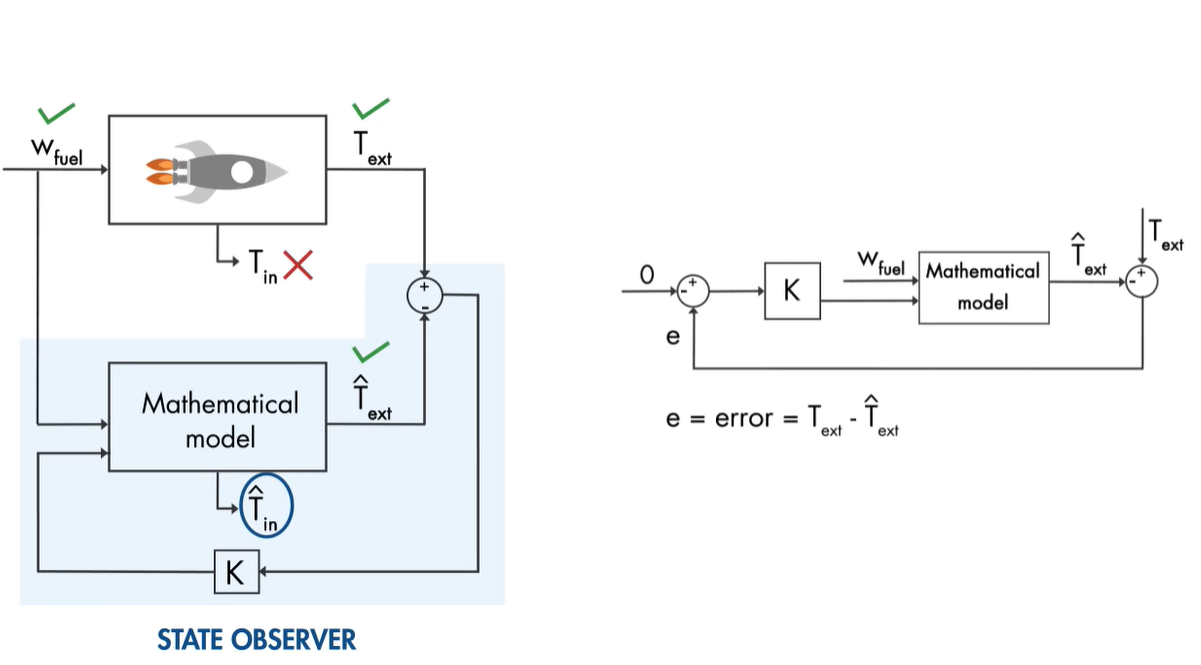 w_fuel
T_ext
T_in
+
-
Mathematical
model
T̂_ext
T̂_in
K
STATE OBSERVER
0
+
-
e
K
w_fuel
Mathematical
model
T̂_ext
T_ext
+
-
e = error = T_ext - T̂_ext